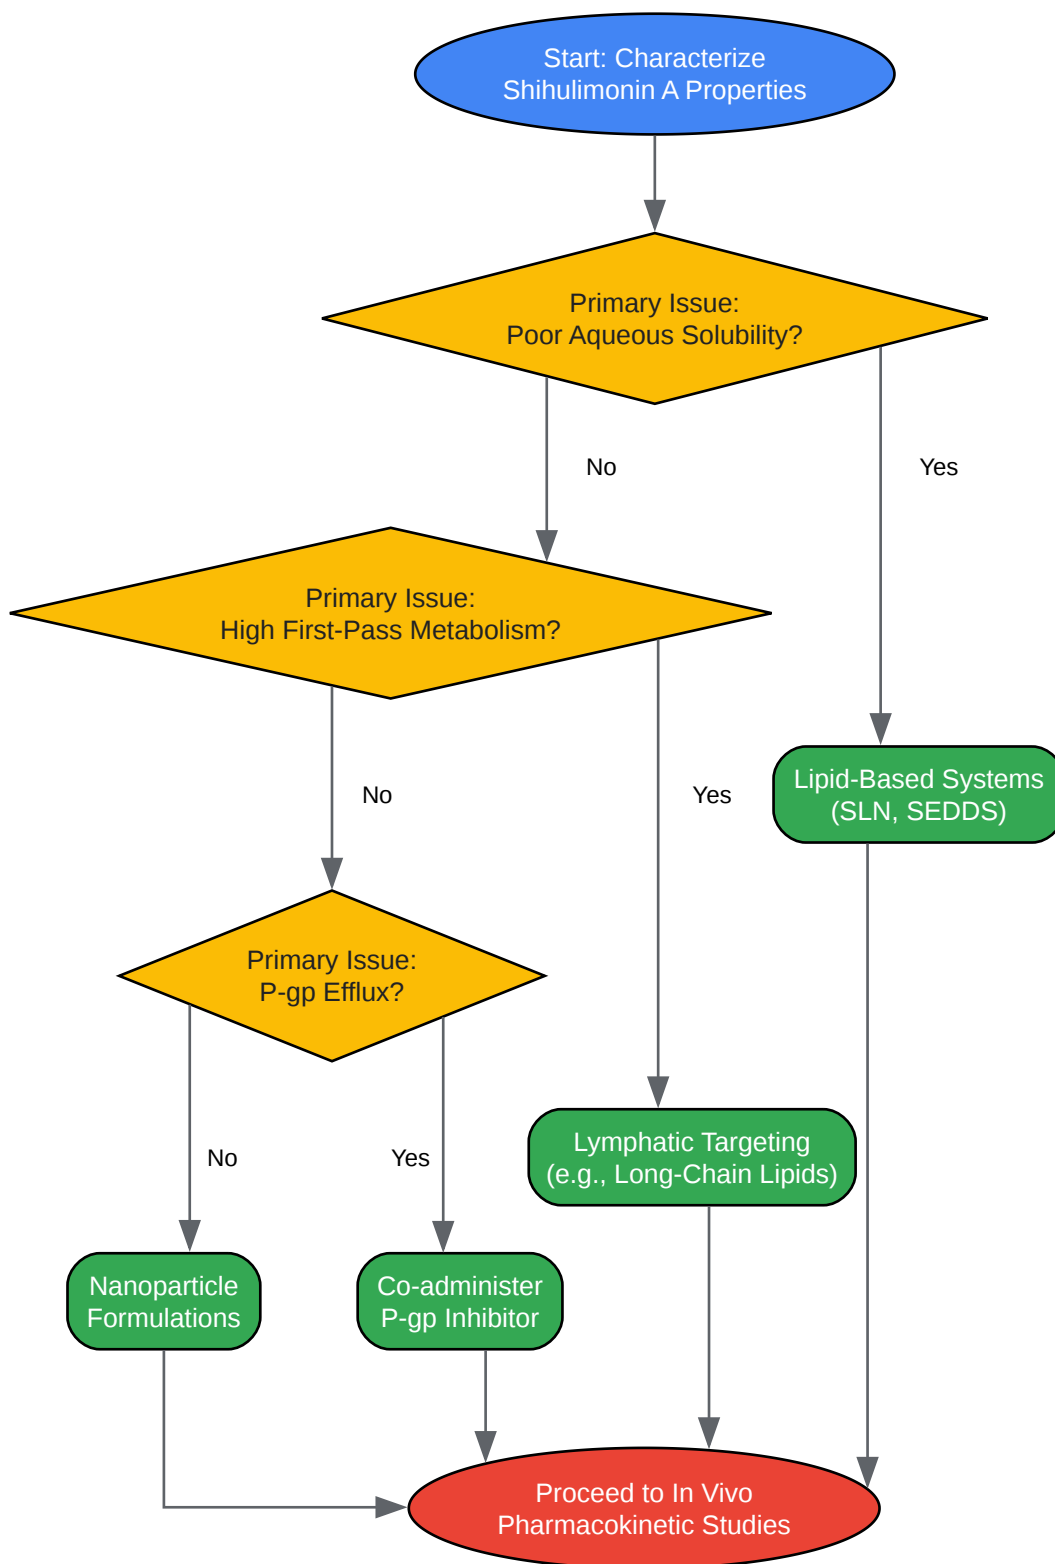 Start: Characterize
Shihulimonin A Properties
Primary Issue:
Poor Aqueous Solubility?
No
Yes
Primary Issue:
High First-Pass Metabolism?
Lipid-Based Systems
(SLN, SEDDS)
No
Yes
Primary Issue:
P-gp Efflux?
Lymphatic Targeting
(e.g., Long-Chain Lipids)
No
Yes
Nanoparticle
Formulations
Co-administer
P-gp Inhibitor
Proceed to In Vivo
Pharmacokinetic Studies